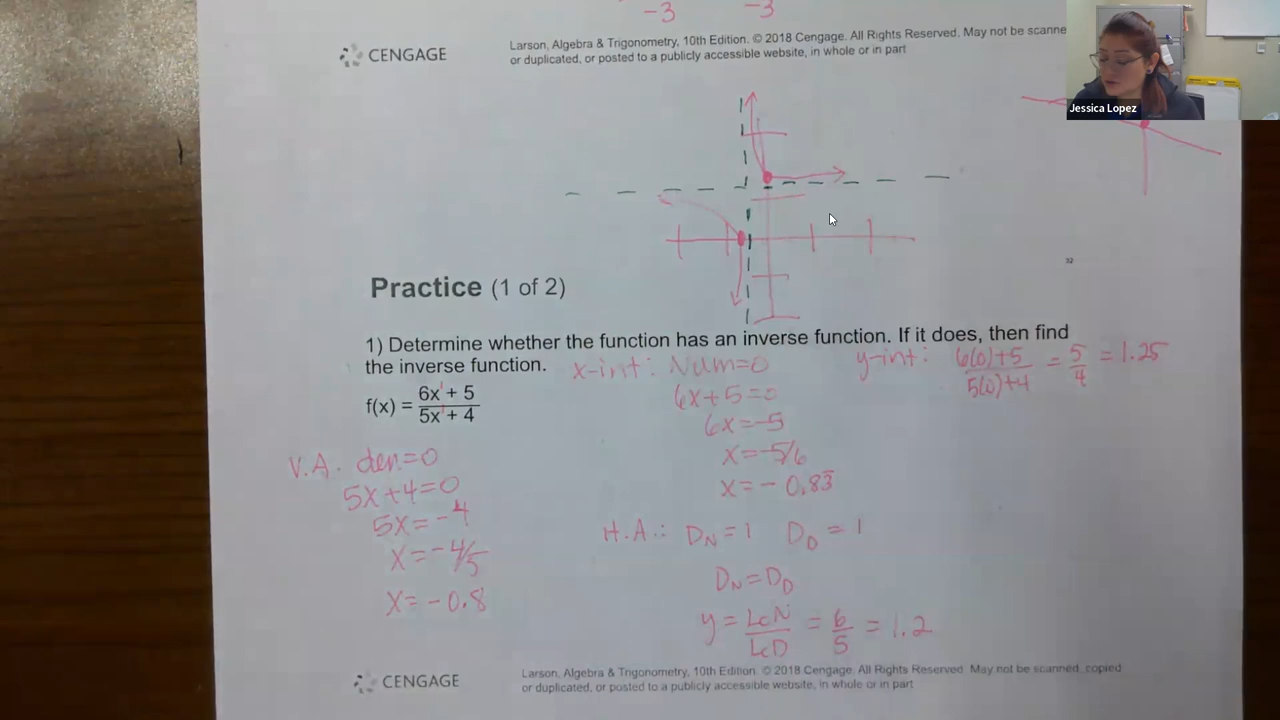 -3 -3
CENGAGE
Larson, Algebra & Trigonometry, 10th Edition. © 2018 Cengage. All Rights Reserved. May not be scanne
or duplicated, or posted to a publicly accessible website, in whole or in part
Jessica Lopez
Practice (1 of 2)
1) Determine whether the function has an inverse function. If it does, then find
the inverse function.
f(x) = 6x¹ + 5 / 5x¹ + 4
x-int: Num=0
6x+5=0
6x=-5
x=-5/6
x=-0.83̅
y-int: 6(0)+5 / 5(0)+4 = 5/4 = 1.25
V.A. den=0
5x+4=0
5x=-4
x=-4/5
x=-0.8
H.A.: D_N=1 D_D=1
D_N=D_D
y = LCN/LCD = 6/5 = 1.2
CENGAGE
Larson, Algebra & Trigonometry, 10th Edition. © 2018 Cengage. All Rights Reserved. May not be scanned, copied
or duplicated, or posted to a publicly accessible website, in whole or in part